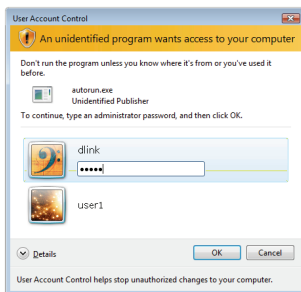 User Account Control
An unidentified program wants access to your computer
Don't run the program unless you know where it's from or you've used it
before.
autorun.exe
Unidentified Publisher
To continue, type an administrator password, and then click OK.
dlink
•••••
user1
Details
OK Cancel
User Account Control helps stop unauthorized changes to your computer.